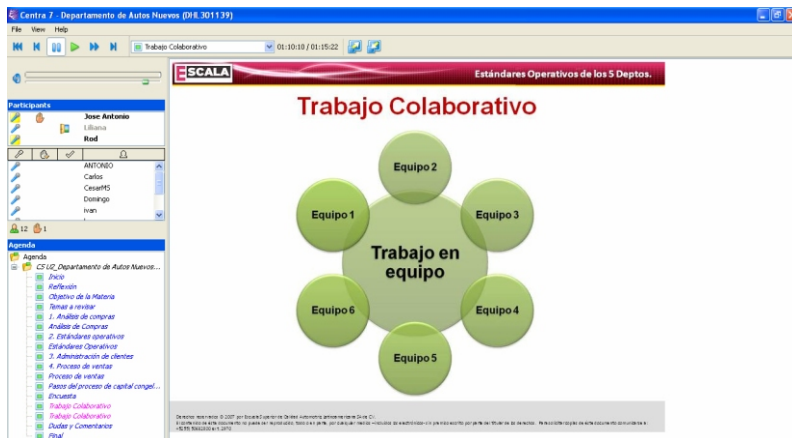 Centra 7 - Departamento de Autos Nuevos (DHL301139)
File View Help
Trabajo Colaborativo 01:10:10 / 01:15:22
ESCALA Estándares Operativos de los 5 Deptos.
Participants
Jose Antonio
Liliana
Rod
ANTONIO
Carlos
CesarMS
Domingo
ivan
12 1
Agenda
Agenda
CS U2_Departamento de Autos Nuevos...
Inicio
Reflexión
Objetivo de la Materia
Temas a revisar
1. Análisis de compras
Análisis de Compras
2. Estándares operativos
Estándares Operativos
3. Administración de clientes
4. Proceso de ventas
Proceso de ventas
Pasos del proceso de capital congel...
Encuesta
Trabajo Colaborativo
Trabajo Colaborativo
Dudas y Comentarios
Final
Trabajo Colaborativo
Equipo 2
Equipo 1
Equipo 3
Trabajo en
equipo
Equipo 6
Equipo 4
Equipo 5